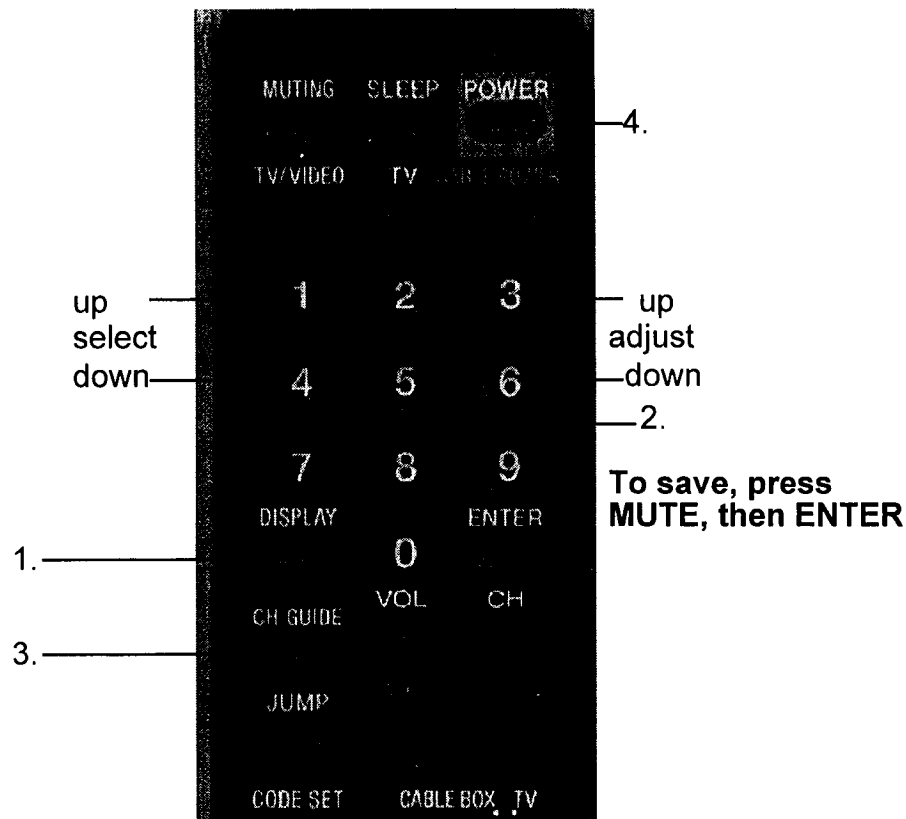 MUTING SLEEP POWER
4.
TV/VIDEO TV
up 1 2 3 up
select adjust
down 4 5 6 down
2.
7 8 9
To save, press
MUTE, then ENTER
DISPLAY ENTER
1. 0
VOL CH
CH GUIDE
3.
JUMP
CODE SET CABLE BOX TV